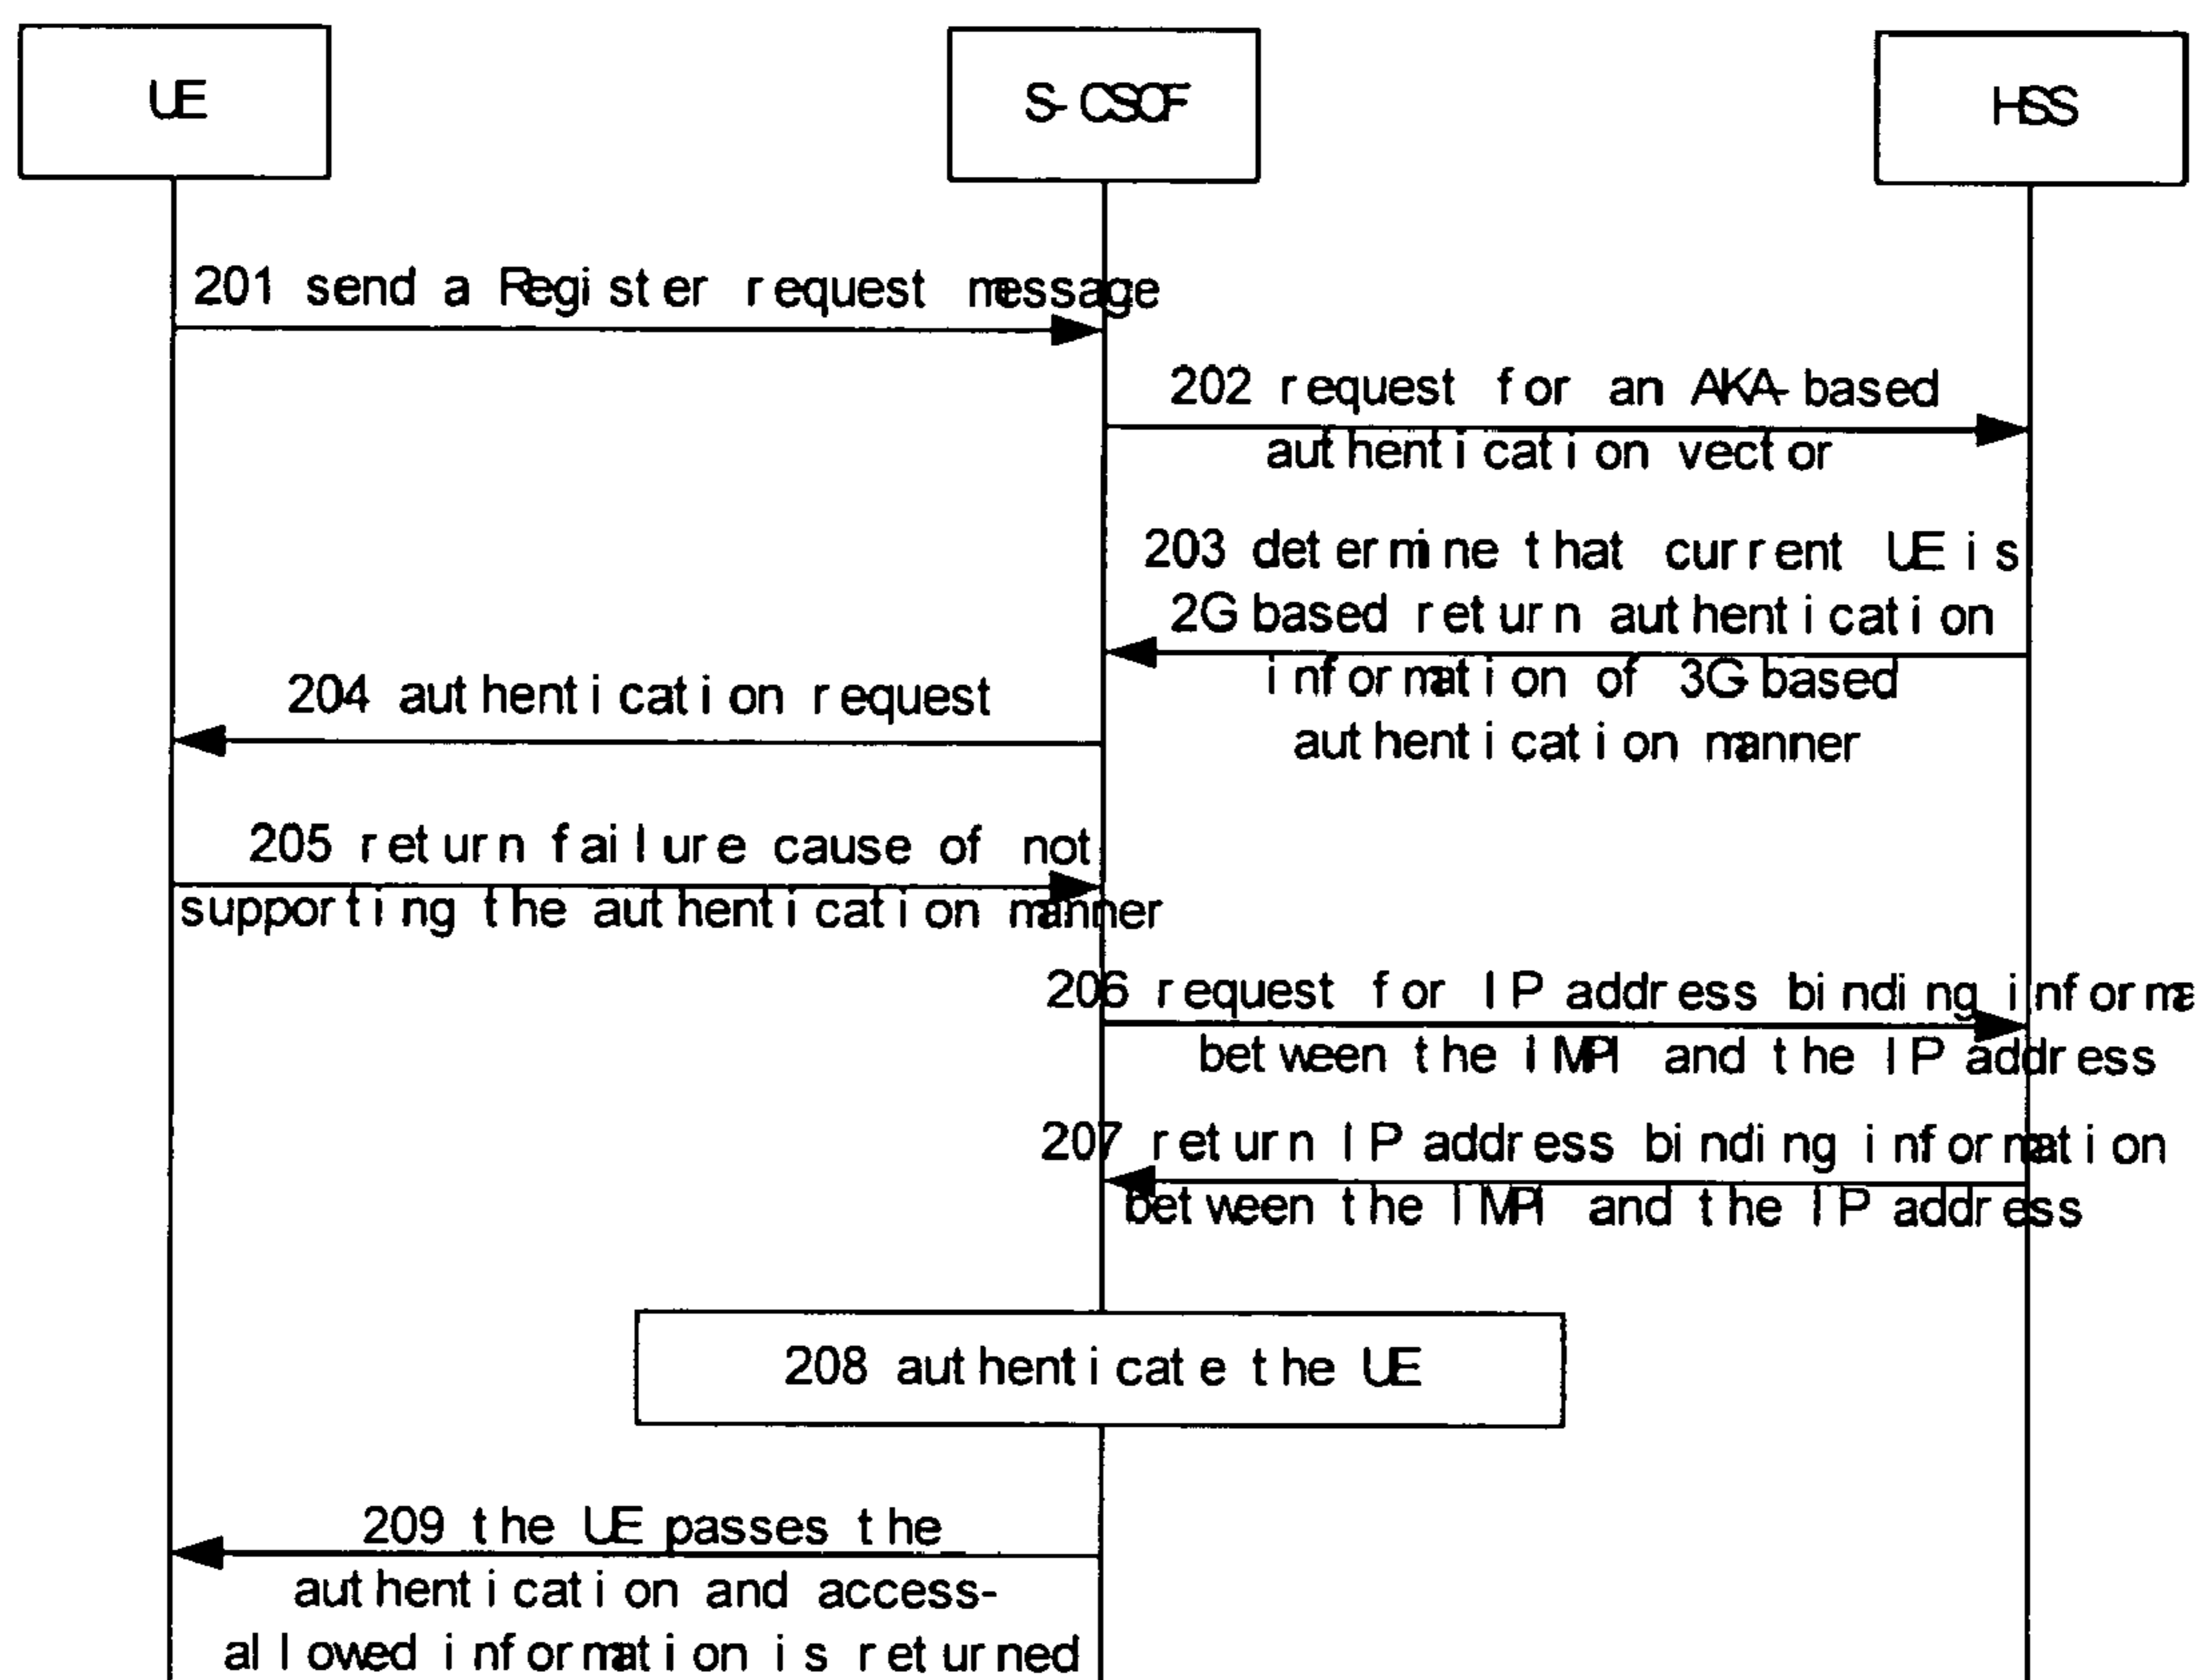 UE
S-CSCF
HSS
201 send a Register request message
202 request for an AKA-based
authentication vector
203 determine that current UE is
2G based return authentication
information of 3G-based
authentication manner
204 authentication request
205 return failure cause of not
supporting the authentication manner
206 request for IP address binding informa
between the IMPI and the IP address
207 return IP address binding information
between the IMPI and the IP address
208 authenticate the UE
209 the UE passes the
authentication and access-
allowed information is returned